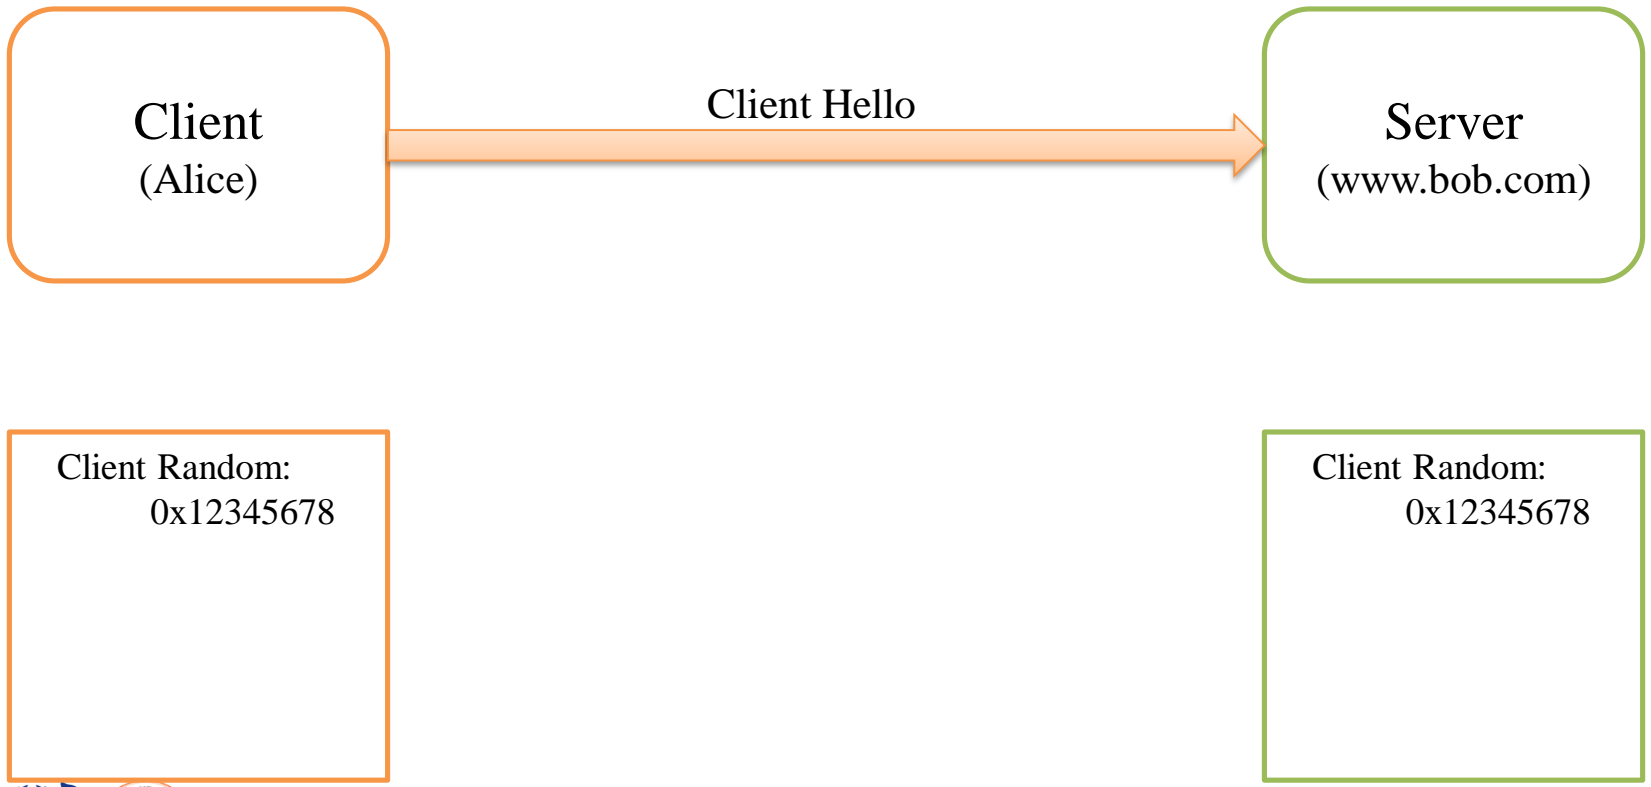 Client
(Alice)
Client Hello
Server
(www.bob.com)
Client Random:
0x12345678
Client Random:
0x12345678